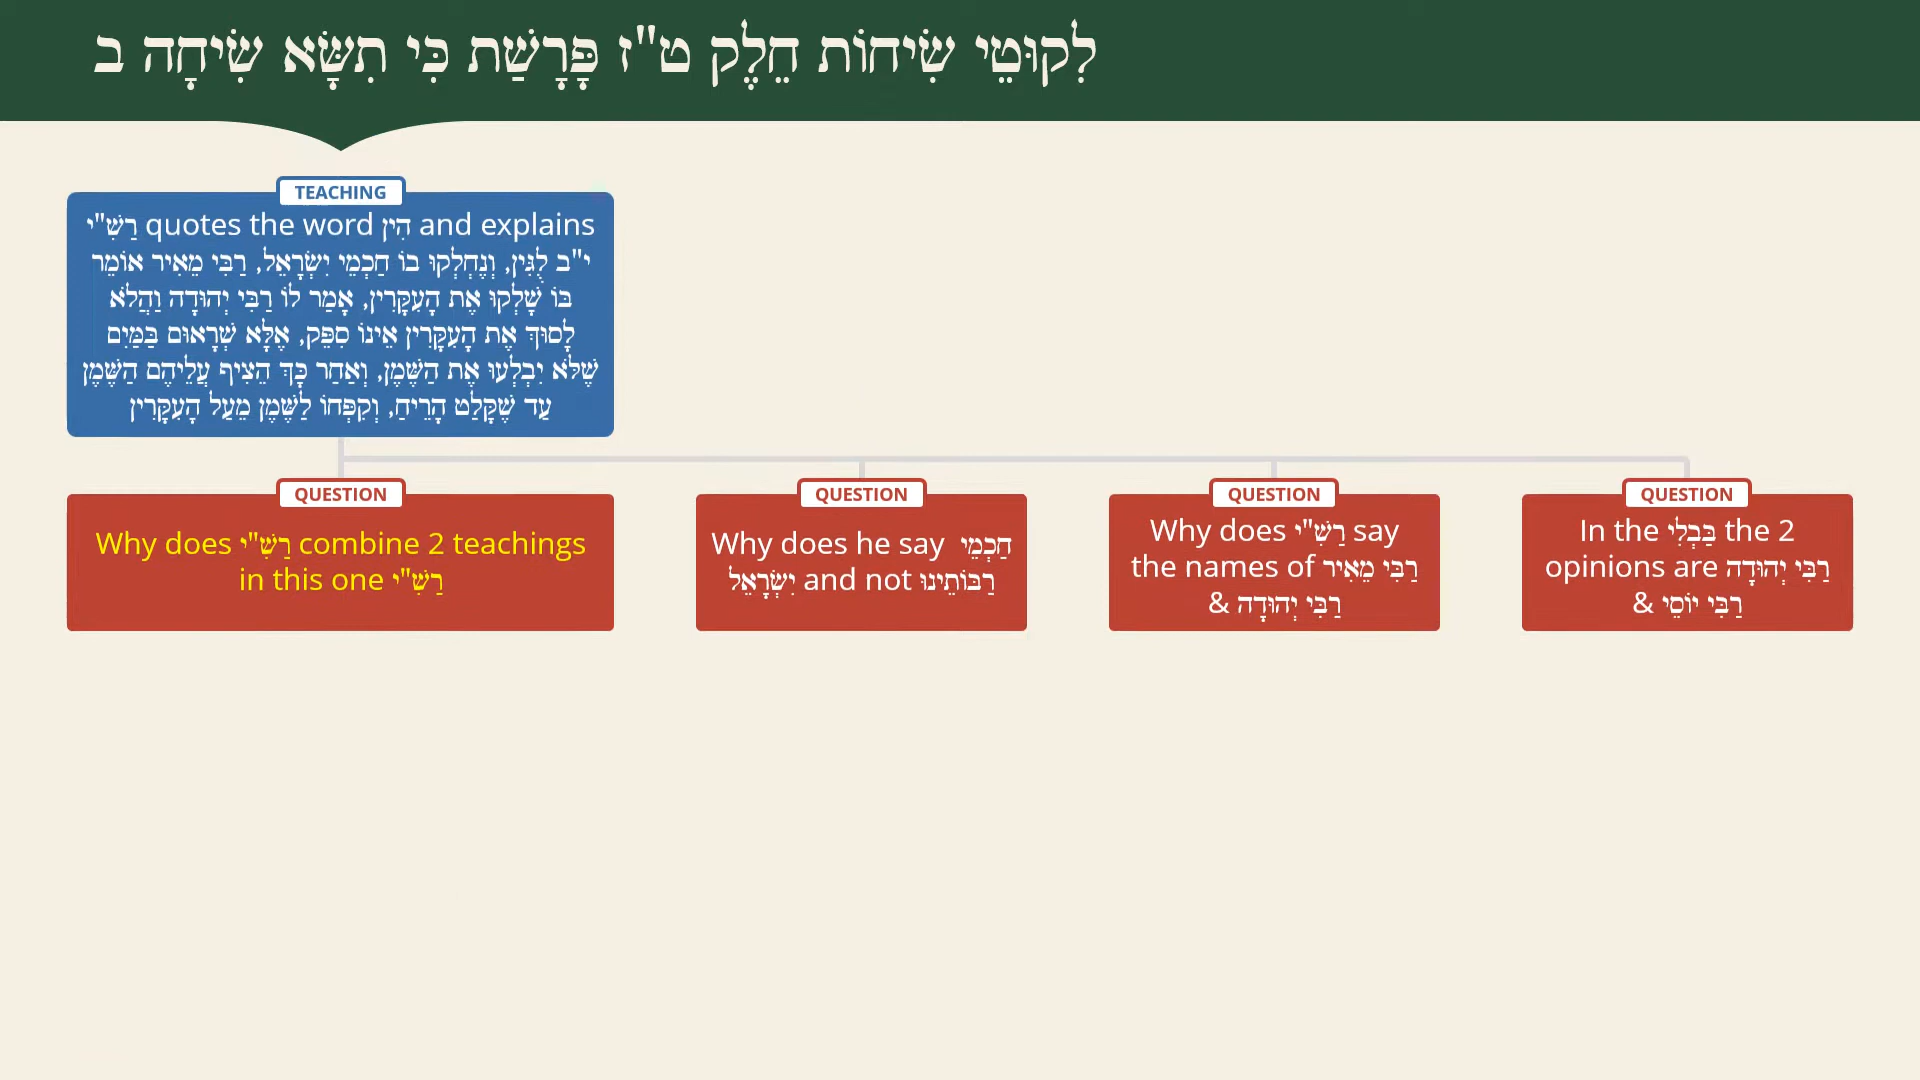 לִקוּטֵי שִׂיחוֹת חֵלֶק ט"ז פָּרָשַׁת כִּי תִשָּׂא שִׂיחָה ב
TEACHING
רַשִׁ"י quotes the word הִין and explains
י"ב לֻגִּין, וְנֶחְלְקוּ בוֹ חַכְמֵי יִשְׂרָאֵל, רַבִּי מֵאִיר אוֹמֵר
בּוֹ שָׁלְקוּ אֶת הָעִקָּרִין, אָמַר לוֹ רַבִּי יְהוּדָה וַהֲלֹא
לָסוּךְ אֶת הָעִקָּרִין אֵינוֹ סִפֵּק, אֶלָּא שְׁרָאוּם בַּמַּיִם
שֶׁלֹּא יִבְלְעוּ אֶת הַשֶּׁמֶן, וְאַחַר כָּךְ הֵצִיף עֲלֵיהֶם הַשֶּׁמֶן
עַד שֶׁקָּלַט הָרֵיחַ, וְקִפְּחוֹ לַשֶּׁמֶן מֵעַל הָעִקָּרִין
QUESTION
Why does רַשִׁ"י combine 2 teachings
in this one רַשִׁ"י
QUESTION
Why does he say חַכְמֵי
יִשְׂרָאֵל and not רַבּוֹתֵינוּ
QUESTION
Why does רַשִׁ"י say
the names of רַבִּי מֵאִיר
& רַבִּי יְהוּדָה
QUESTION
In the בַּבְלִי the 2
opinions are רַבִּי יְהוּדָה
& רַבִּי יוֹסֵי